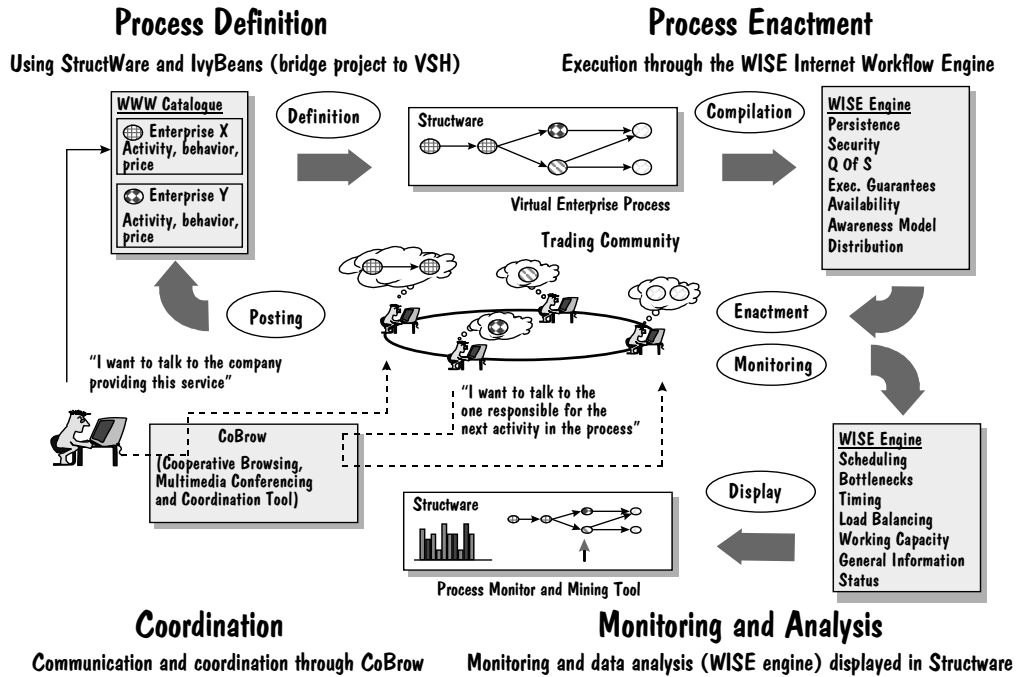 Process Definition
Using StructWare and IvyBeans (bridge project to VSH)
Process Enactment
Execution through the WISE Internet Workflow Engine
WWW Catalogue
Enterprise X
Activity, behavior,
price
Enterprise Y
Activity, behavior,
price
Definition
Structware
Virtual Enterprise Process
Compilation
WISE Engine
Persistence
Security
Q Of S
Exec. Guarantees
Availability
Awareness Model
Distribution
Trading Community
Posting
Enactment
Monitoring
"I want to talk to the company
providing this service"
"I want to talk to the
one responsible for the
next activity in the process"
CoBrow
(Cooperative Browsing,
Multimedia Conferencing
and Coordination Tool)
Structware
Process Monitor and Mining Tool
Display
WISE Engine
Scheduling
Bottlenecks
Timing
Load Balancing
Working Capacity
General Information
Status
Coordination
Communication and coordination through CoBrow
Monitoring and Analysis
Monitoring and data analysis (WISE engine) displayed in Structware